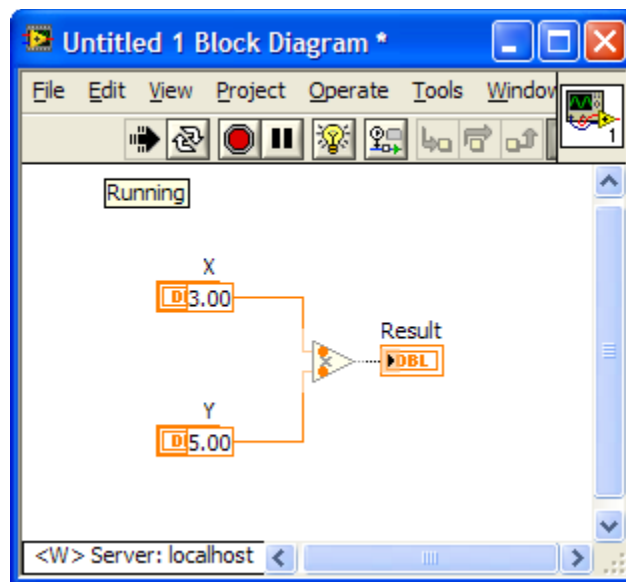 Untitled 1 Block Diagram *
File Edit View Project Operate Tools Window
1
Running
X
3.00
Result
DBL
Y
5.00
<W> Server: localhost